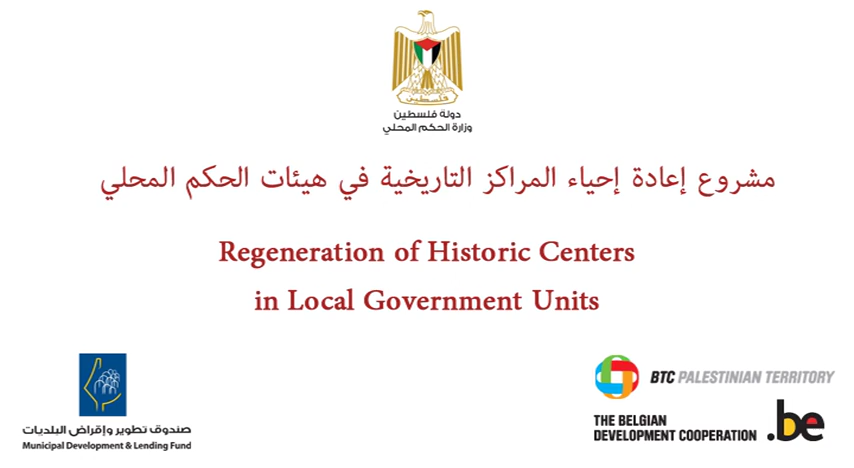 فلسطين
دولة فلسطين
وزارة الحكم المحلي
مشروع إعادة إحياء المراكز التاريخية في هيئات الحكم المحلي
Regeneration of Historic Centers
in Local Government Units
صندوق تطوير وإقراض البلديات
Municipal Development & Lending Fund
BTC PALESTINIAN TERRITORY
THE BELGIAN
DEVELOPMENT COOPERATION .be